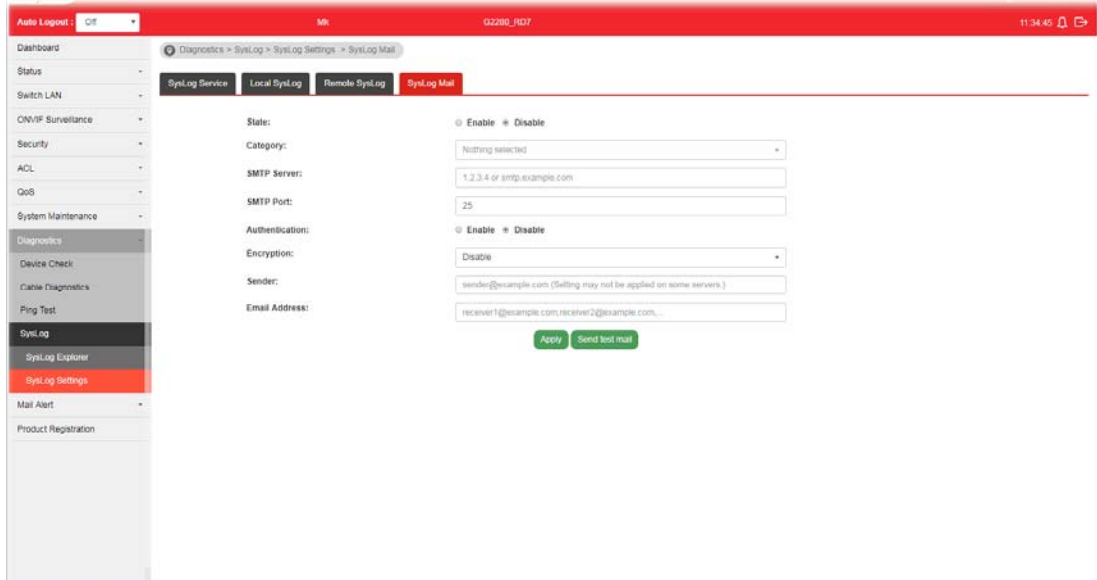 Auto Logout : Off Mk G2280_RD7 11:34:45
Dashboard
Status
Switch LAN
ONVIF Surveillance
Security
ACL
QoS
System Maintenance
Diagnostics
Device Check
Cable Diagnostics
Ping Test
SysLog
SysLog Explorer
SysLog Settings
Mail Alert
Product Registration
Diagnostics > SysLog > SysLog Settings > SysLog Mail
SysLog Service Local SysLog Remote SysLog SysLog Mail
State: Enable Disable
Category: Nothing selected
SMTP Server: 1.2.3.4 or smtp.example.com
SMTP Port: 25
Authentication: Enable Disable
Encryption: Disable
Sender: sender@example.com (Setting may not be applied on some servers.)
Email Address: receiver1@example.com,receiver2@example.com,...
Apply Send test mail